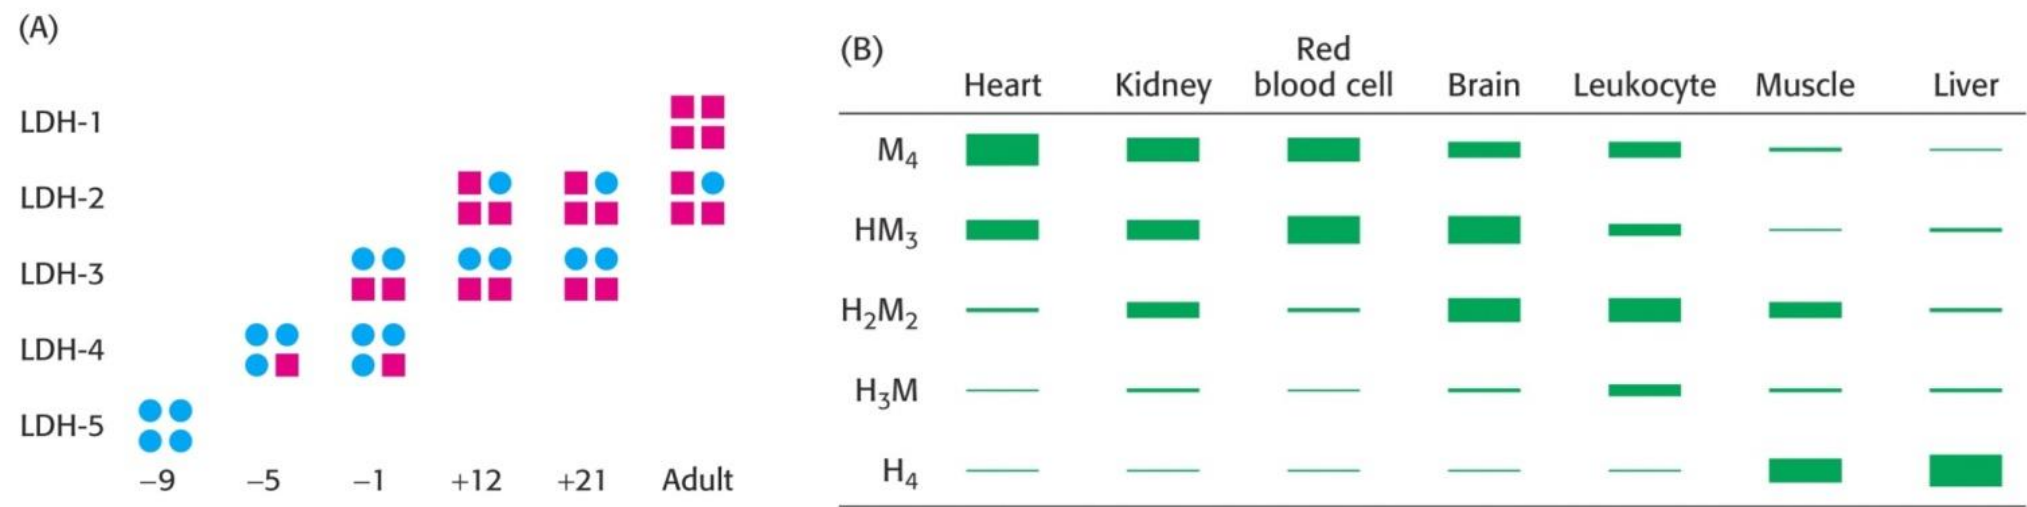 (A)
LDH-1
LDH-2
LDH-3
LDH-4
LDH-5
−9 −5 −1 +12 +21 Adult
(B)
Heart Kidney Red blood cell Brain Leukocyte Muscle Liver
M₄
HM₃
H₂M₂
H₃M
H₄